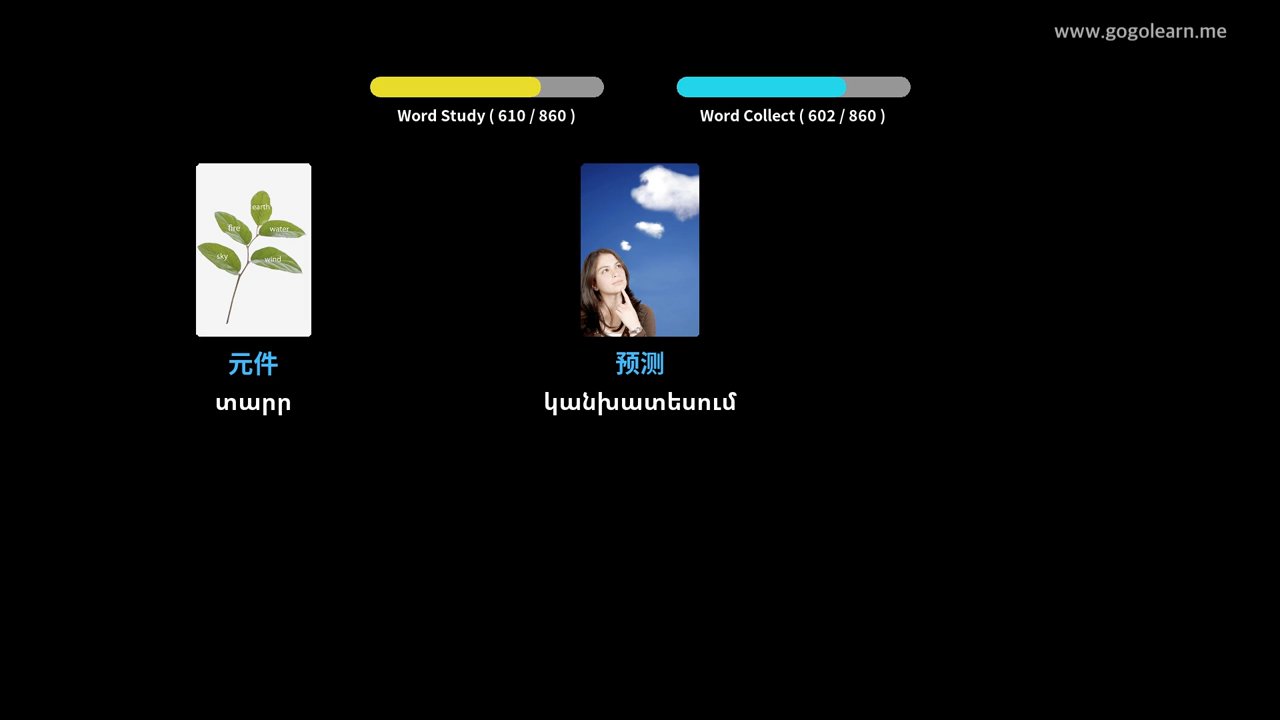 www.gogolearn.me
Word Study ( 610 / 860 )
Word Collect ( 602 / 860 )
earth
fire
water
sky
wind
元件
预测
տարր
կանխատեսում